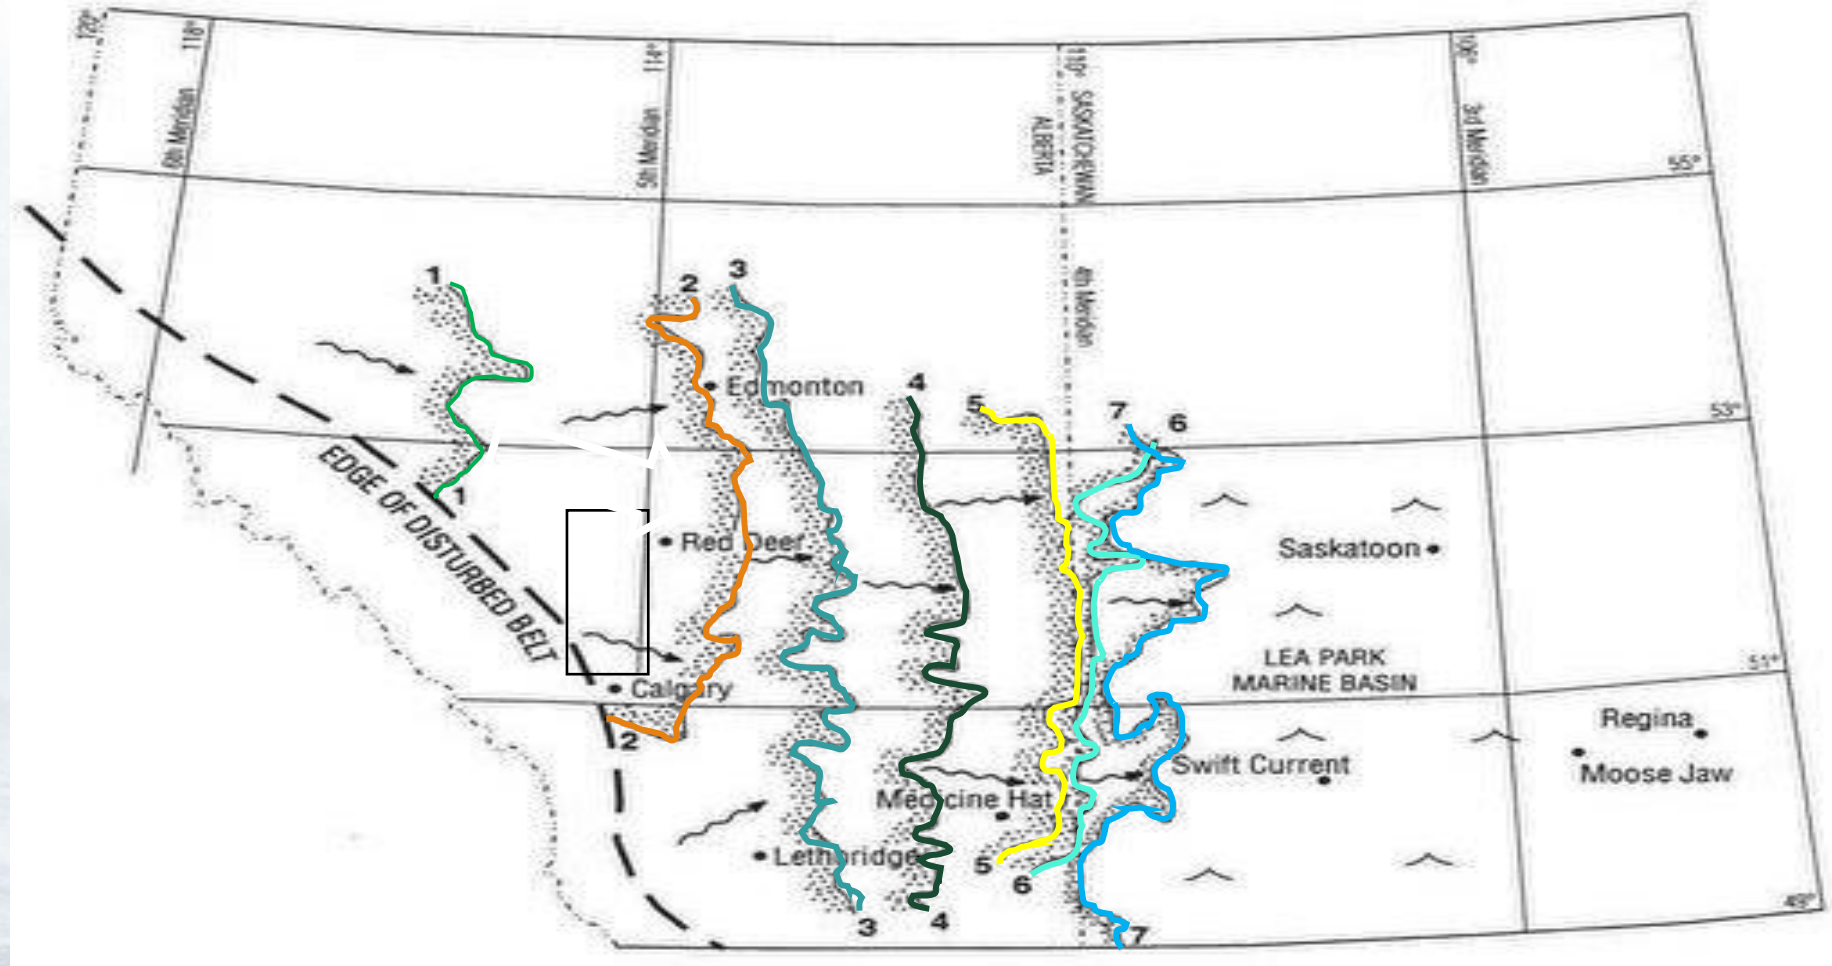 120°
118°
114°
110°
106°
6th Meridian
5th Meridian
ALBERTA
SASKATCHEWAN
3rd Meridian
55°
4th Meridian
1
2
3
Edmonton
4
5
7
6
53°
EDGE OF DISTURBED BELT
1
Red Deer
Saskatoon
LEA PARK
MARINE BASIN
51°
Calgary
2
Regina
Swift Current
Moose Jaw
Medicine Hat
Lethbridge
5
6
49°
3
4
7